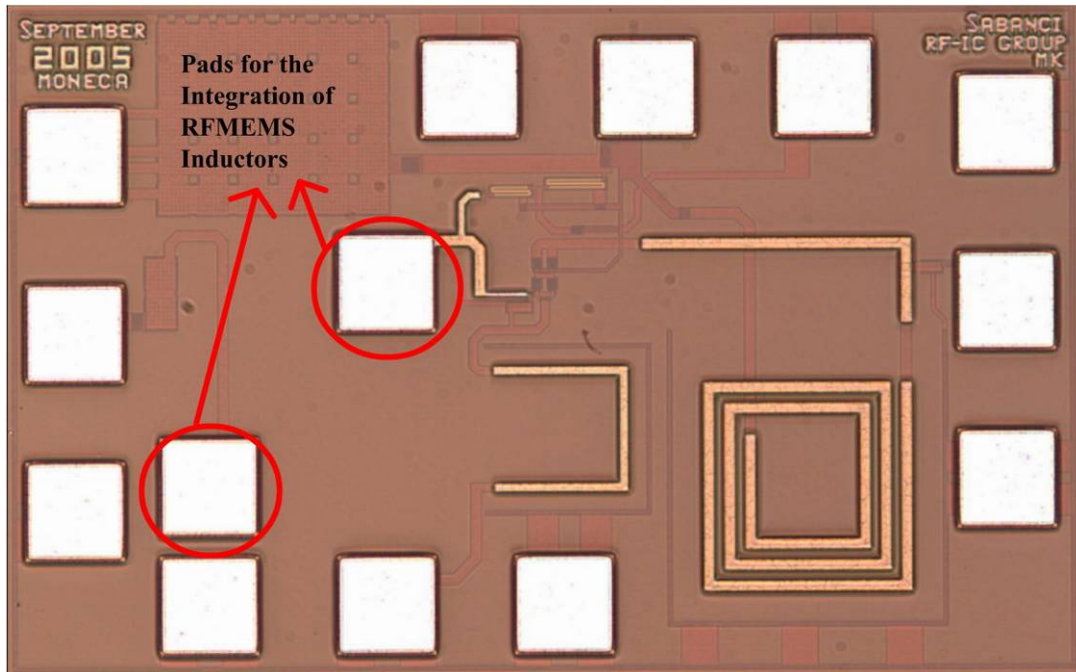 SEPTEMBER
2005
MONECA
Pads for the
Integration of
RFMEMS
Inductors
SABANCI
RF-IC GROUP
MK